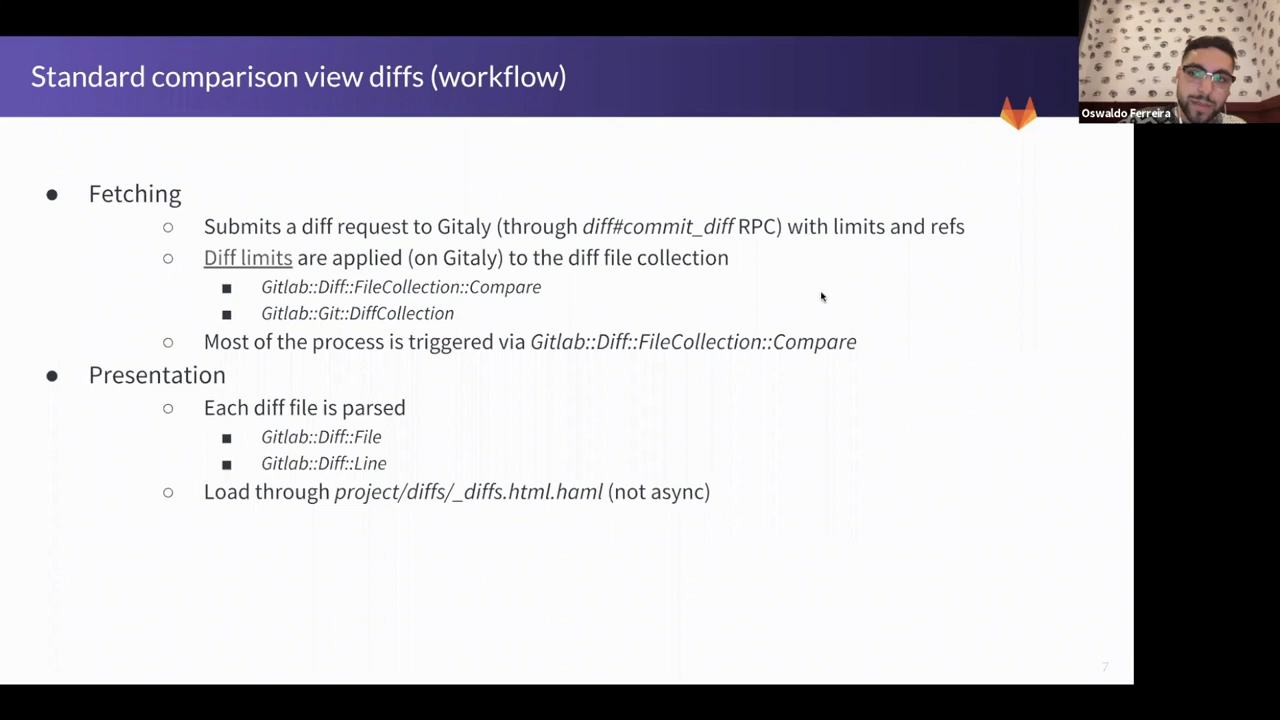 Standard comparison view diffs (workflow)
Oswaldo Ferreira
● Fetching
○ Submits a diff request to Gitaly (through diff#commit_diff RPC) with limits and refs
○ Diff limits are applied (on Gitaly) to the diff file collection
■ Gitlab::Diff::FileCollection::Compare
■ Gitlab::Git::DiffCollection
○ Most of the process is triggered via Gitlab::Diff::FileCollection::Compare
● Presentation
○ Each diff file is parsed
■ Gitlab::Diff::File
■ Gitlab::Diff::Line
○ Load through project/diffs/_diffs.html.haml (not async)
7